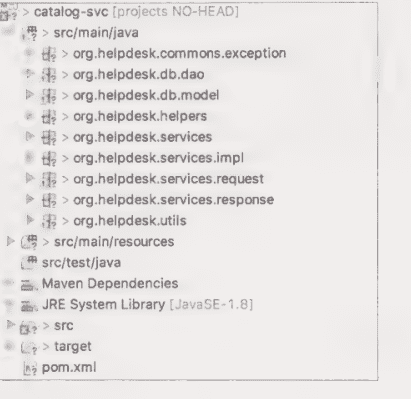 > catalog-svc [projects NO-HEAD]
> src/main/java
> org.helpdesk.commons.exception
> org.helpdesk.db.dao
> org.helpdesk.db.model
> org.helpdesk.helpers
> org.helpdesk.services
> org.helpdesk.services.impl
> org.helpdesk.services.request
> org.helpdesk.services.response
> org.helpdesk.utils
> src/main/resources
src/test/java
Maven Dependencies
JRE System Library [JavaSE-1.8]
> src
> target
pom.xml